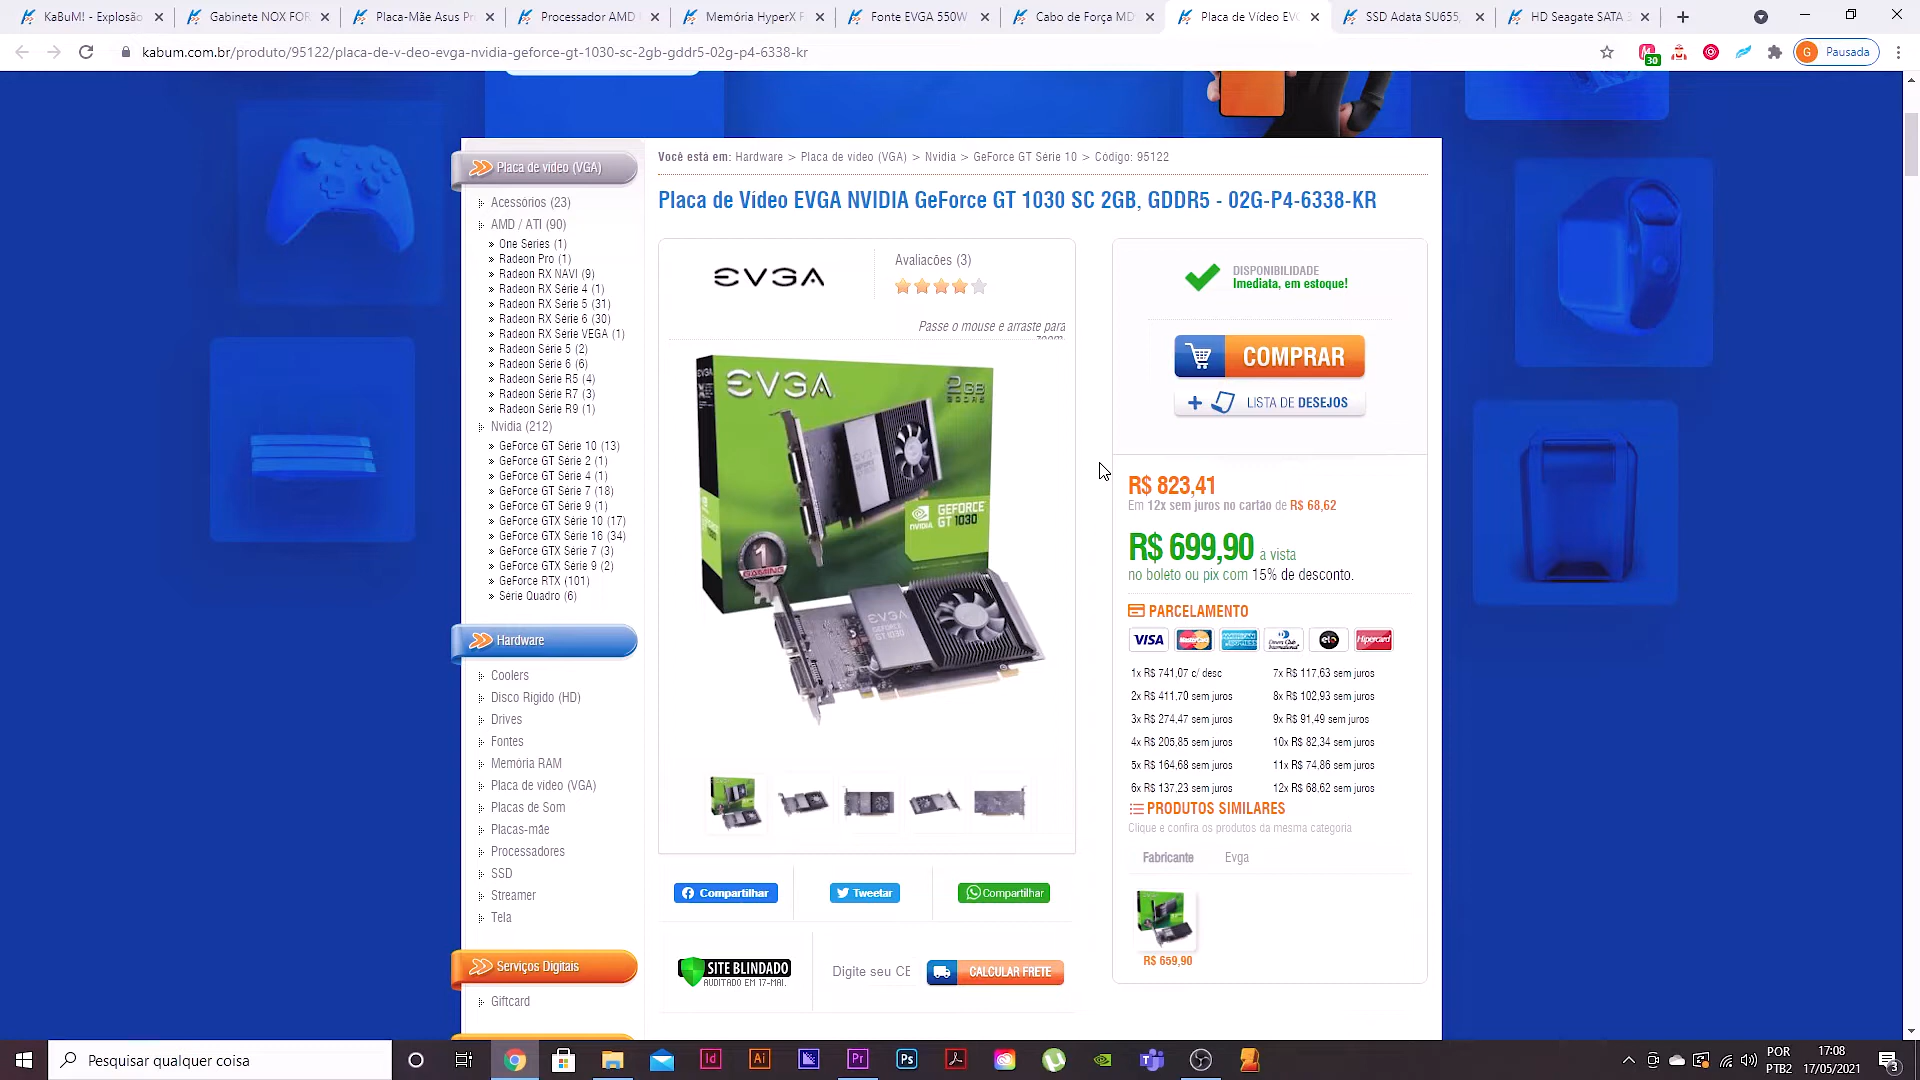 KaBuM! - Explosão
Gabinete NOX FOR
Placa-Mãe Asus Pr
Processador AMD
Memória HyperX F
Fonte EVGA 550W
Cabo de Força MD
Placa de Vídeo EVG
SSD Adata SU655,
HD Seagate SATA 3
kabum.com.br/produto/95122/placa-de-v-deo-evga-nvidia-geforce-gt-1030-sc-2gb-gddr5-02g-p4-6338-kr
30
G Pausada
Placa de vídeo (VGA)
Acessórios (23)
AMD / ATI (90)
One Series (1)
Radeon Pro (1)
Radeon RX NAVI (9)
Radeon RX Série 4 (1)
Radeon RX Série 5 (31)
Radeon RX Série 6 (30)
Radeon RX Série VEGA (1)
Radeon Série 5 (2)
Radeon Série 6 (6)
Radeon Série R5 (4)
Radeon Série R7 (3)
Radeon Série R9 (1)
Nvidia (212)
GeForce GT Série 10 (13)
GeForce GT Série 2 (1)
GeForce GT Série 4 (1)
GeForce GT Série 7 (18)
GeForce GT Série 9 (1)
GeForce GTX Série 10 (17)
GeForce GTX Série 16 (34)
GeForce GTX Série 7 (3)
GeForce GTX Série 9 (2)
GeForce RTX (101)
Série Quadro (6)
Hardware
Coolers
Disco Rígido (HD)
Drives
Fontes
Memória RAM
Placa de vídeo (VGA)
Placas de Som
Placas-mãe
Processadores
SSD
Streamer
Tela
Serviços Digitais
Giftcard
Você está em: Hardware > Placa de vídeo (VGA) > Nvidia > GeForce GT Série 10 > Código: 95122
Placa de Vídeo EVGA NVIDIA GeForce GT 1030 SC 2GB, GDDR5 - 02G-P4-6338-KR
EVGA
Avaliações (3)
Passe o mouse e arraste para
zoom
EVGA
2GB
GDDR5
NVIDIA
GEFORCE
GT 1030
1
GAMING
EVGA
GEFORCE
GT 1030
Compartilhar
Tweetar
Compartilhar
SITE BLINDADO
AUDITADO EM 17-MAI.
Digite seu CE
CALCULAR FRETE
DISPONIBILIDADE
Imediata, em estoque!
COMPRAR
+ LISTA DE DESEJOS
R$ 823,41
Em 12x sem juros no cartão de R$ 68,62
R$ 699,90 à vista
no boleto ou pix com 15% de desconto.
PARCELAMENTO
VISA
MasterCard
AMERICAN EXPRESS
Diners Club International
elo
Hipercard
1x R$ 741,07 c/ desc
7x R$ 117,63 sem juros
2x R$ 411,70 sem juros
8x R$ 102,93 sem juros
3x R$ 274,47 sem juros
9x R$ 91,49 sem juros
4x R$ 205,85 sem juros
10x R$ 82,34 sem juros
5x R$ 164,68 sem juros
11x R$ 74,86 sem juros
6x R$ 137,23 sem juros
12x R$ 68,62 sem juros
PRODUTOS SIMILARES
Clique e confira os produtos da mesma categoria
Fabricante
Evga
R$ 659,90
Pesquisar qualquer coisa
Id
Ai
Pr
Ps
POR
PTB2
17:08
17/05/2021
3